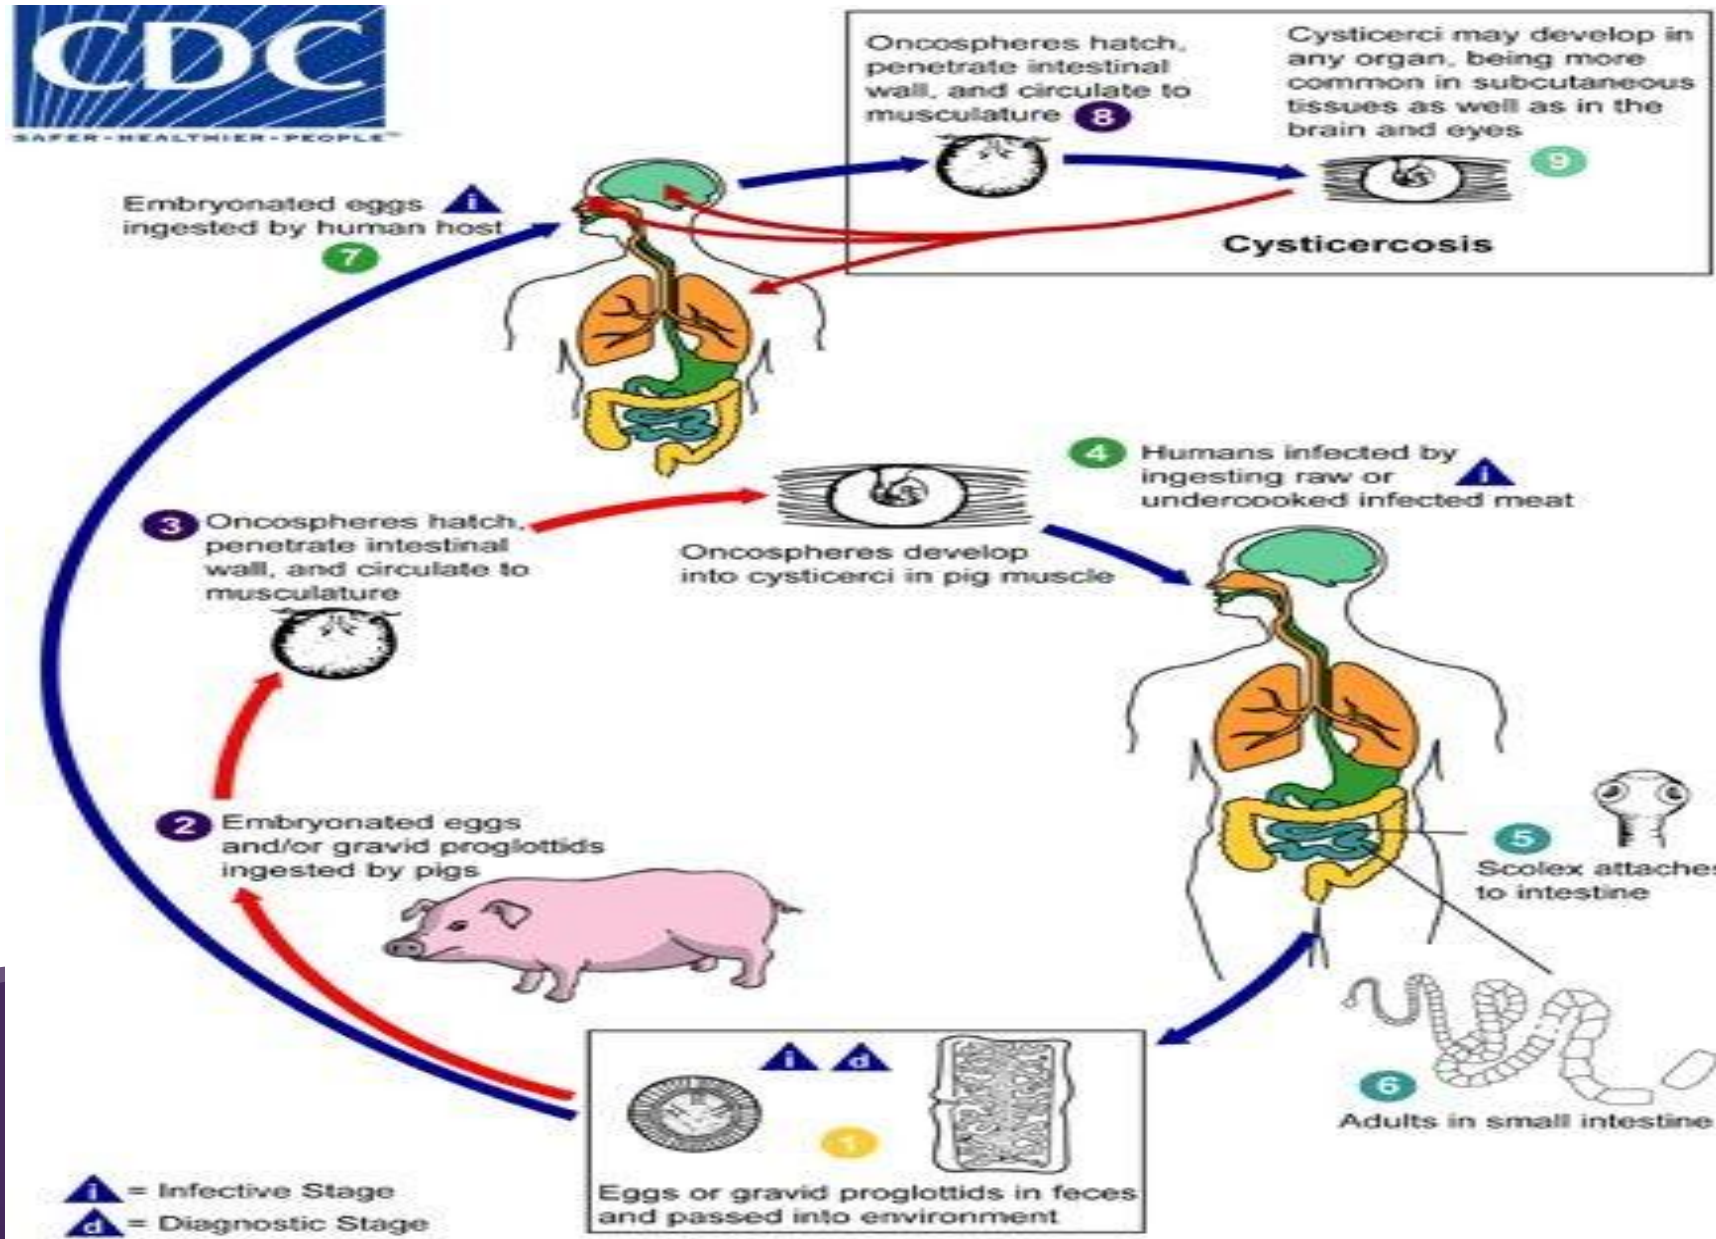 CDC
SAFER·HEALTHIER·PEOPLE™
Oncospheres hatch,
penetrate intestinal
wall, and circulate to
musculature 8
Cysticerci may develop in
any organ, being more
common in subcutaneous
tissues as well as in the
brain and eyes
9
Cysticercosis
Embryonated eggs i
ingested by human host
7
4 Humans infected by
ingesting raw or i
undercooked infected meat
3 Oncospheres hatch,
penetrate intestinal
wall, and circulate to
musculature
Oncospheres develop
into cysticerci in pig muscle
2 Embryonated eggs
and/or gravid proglottids
ingested by pigs
5
Scolex attaches
to intestine
6
Adults in small intestine
i d
1
Eggs or gravid proglottids in feces
and passed into environment
i = Infective Stage
d = Diagnostic Stage